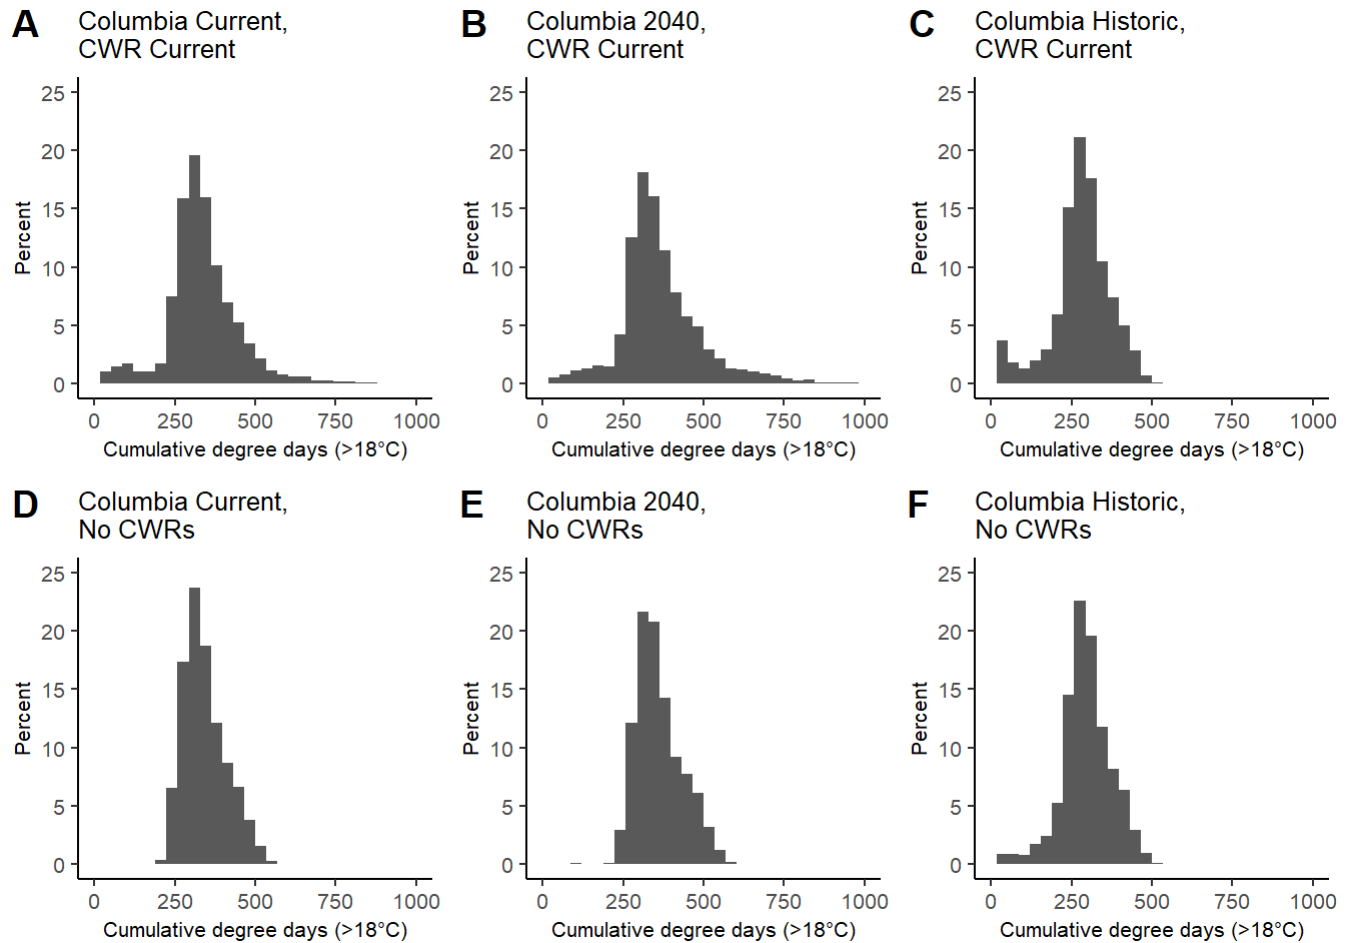 A
Columbia Current,
CWR Current
25
20
15
10
5
0
Percent
0 250 500 750 1000
Cumulative degree days (>18°C)
B
Columbia 2040,
CWR Current
25
20
15
10
5
0
Percent
0 250 500 750 1000
Cumulative degree days (>18°C)
C
Columbia Historic,
CWR Current
25
20
15
10
5
0
Percent
0 250 500 750 1000
Cumulative degree days (>18°C)
D
Columbia Current,
No CWRs
25
20
15
10
5
0
Percent
0 250 500 750 1000
Cumulative degree days (>18°C)
E
Columbia 2040,
No CWRs
25
20
15
10
5
0
Percent
0 250 500 750 1000
Cumulative degree days (>18°C)
F
Columbia Historic,
No CWRs
25
20
15
10
5
0
Percent
0 250 500 750 1000
Cumulative degree days (>18°C)